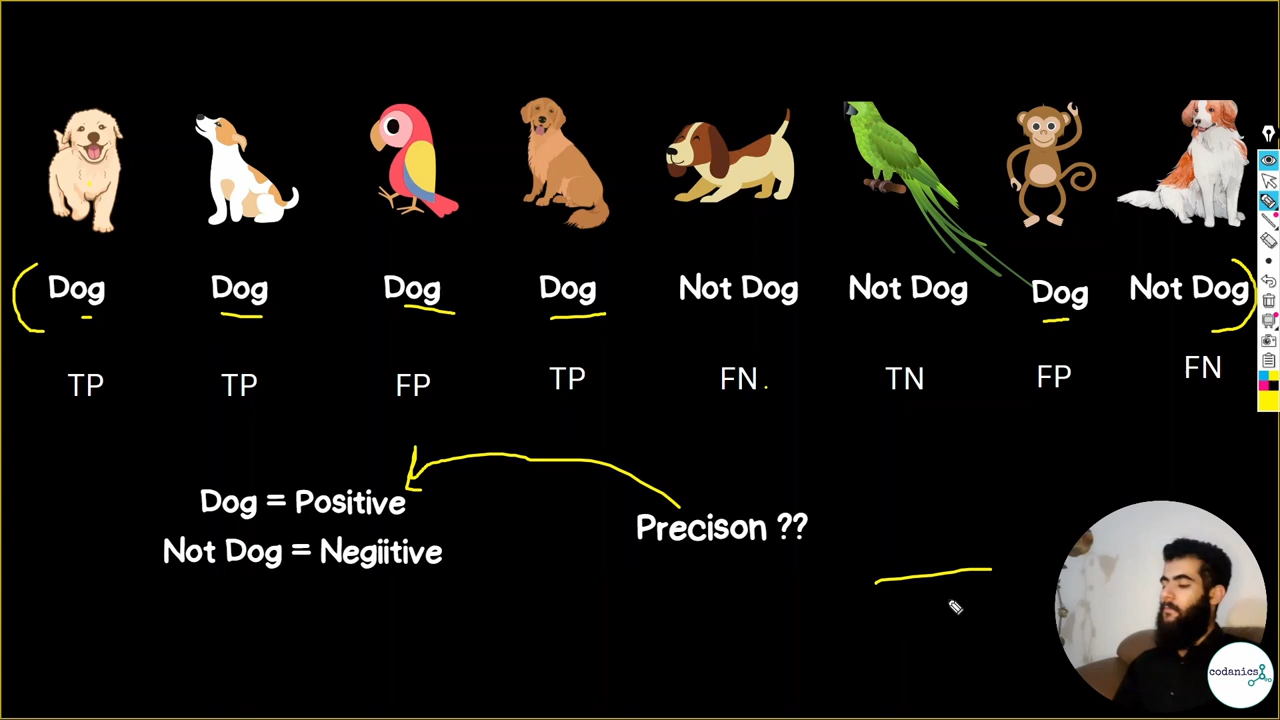 Dog Dog Dog Dog Not Dog Not Dog Dog Not Dog
TP TP FP TP FN TN FP FN
Dog = Positive
Not Dog = Negiitive
Precison ??
codanics